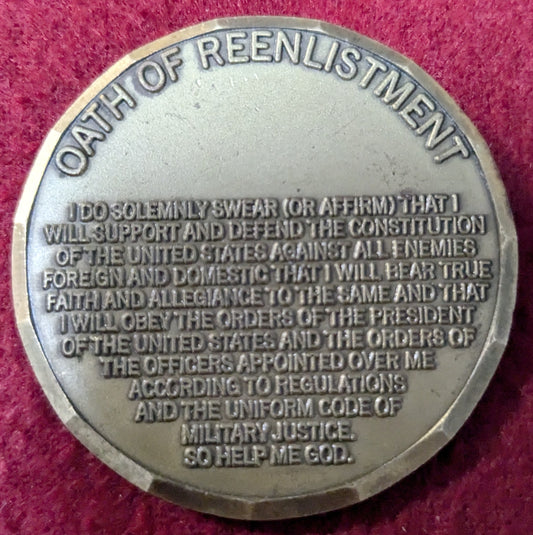 OATH OF REENLISTMENT
I DO SOLEMNLY SWEAR (OR AFFIRM) THAT I
WILL SUPPORT AND DEFEND THE CONSTITUTION
OF THE UNITED STATES AGAINST ALL ENEMIES
FOREIGN AND DOMESTIC THAT I WILL BEAR TRUE
FAITH AND ALLEGIANCE TO THE SAME AND THAT
I WILL OBEY THE ORDERS OF THE PRESIDENT
OF THE UNITED STATES AND THE ORDERS OF
THE OFFICERS APPOINTED OVER ME
ACCORDING TO REGULATIONS
AND THE UNIFORM CODE OF
MILITARY JUSTICE.
SO HELP ME GOD.